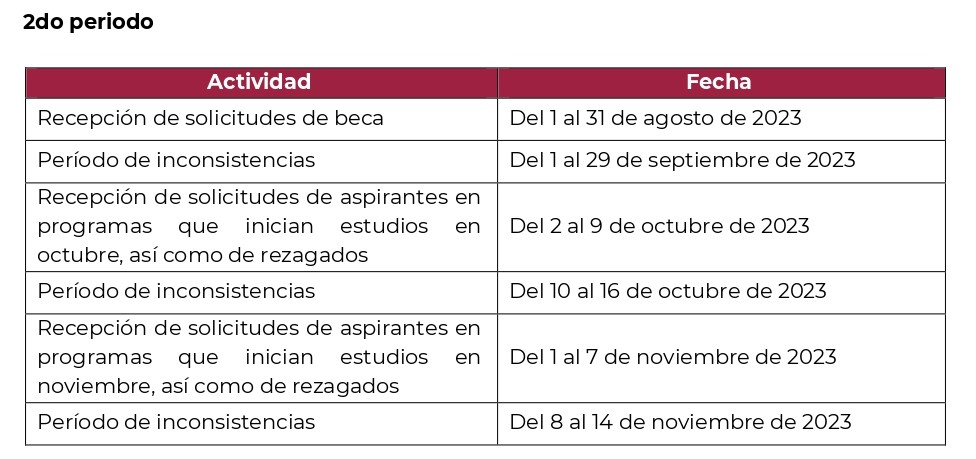 2do periodo
Actividad Fecha
Recepción de solicitudes de beca Del 1 al 31 de agosto de 2023
Período de inconsistencias Del 1 al 29 de septiembre de 2023
Recepción de solicitudes de aspirantes en
programas que inician estudios en
octubre, así como de rezagados
Del 2 al 9 de octubre de 2023
Período de inconsistencias Del 10 al 16 de octubre de 2023
Recepción de solicitudes de aspirantes en
programas que inician estudios en
noviembre, así como de rezagados
Del 1 al 7 de noviembre de 2023
Período de inconsistencias Del 8 al 14 de noviembre de 2023